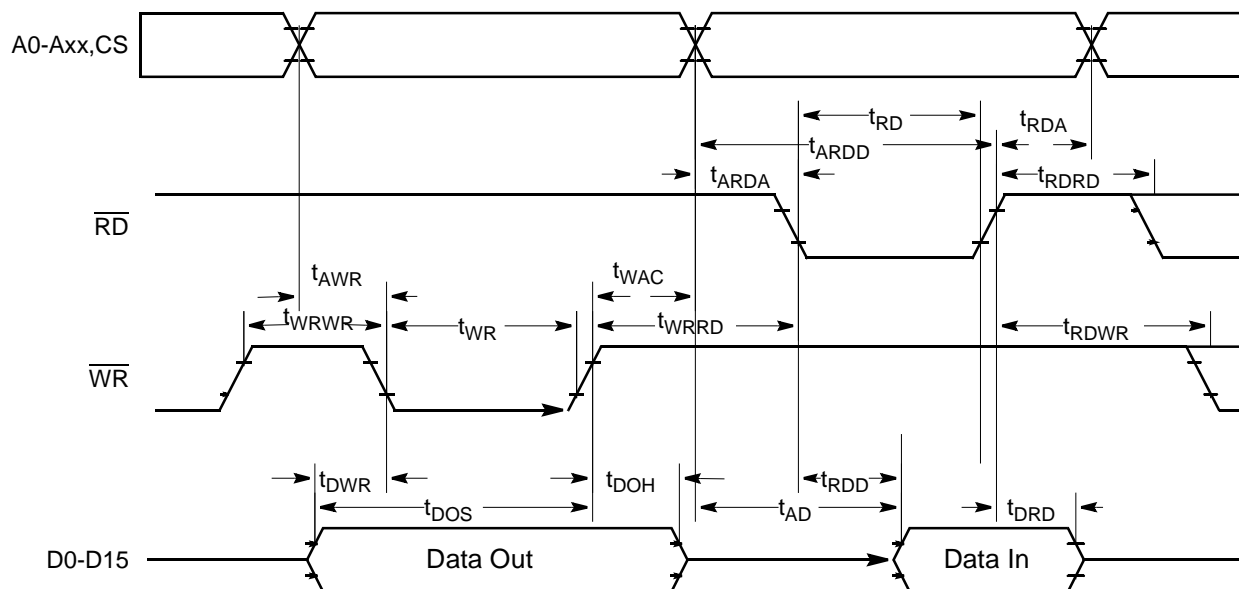 A0-Axx,CS
tRD
tRDA
tARDD
tARDA
tRDRD
RD
tAWR
tWAC
tWRWR
tWR
tWRRD
tRDWR
WR
tDWR
tDOH
tRDD
tDOS
tAD
tDRD
D0-D15
Data Out
Data In